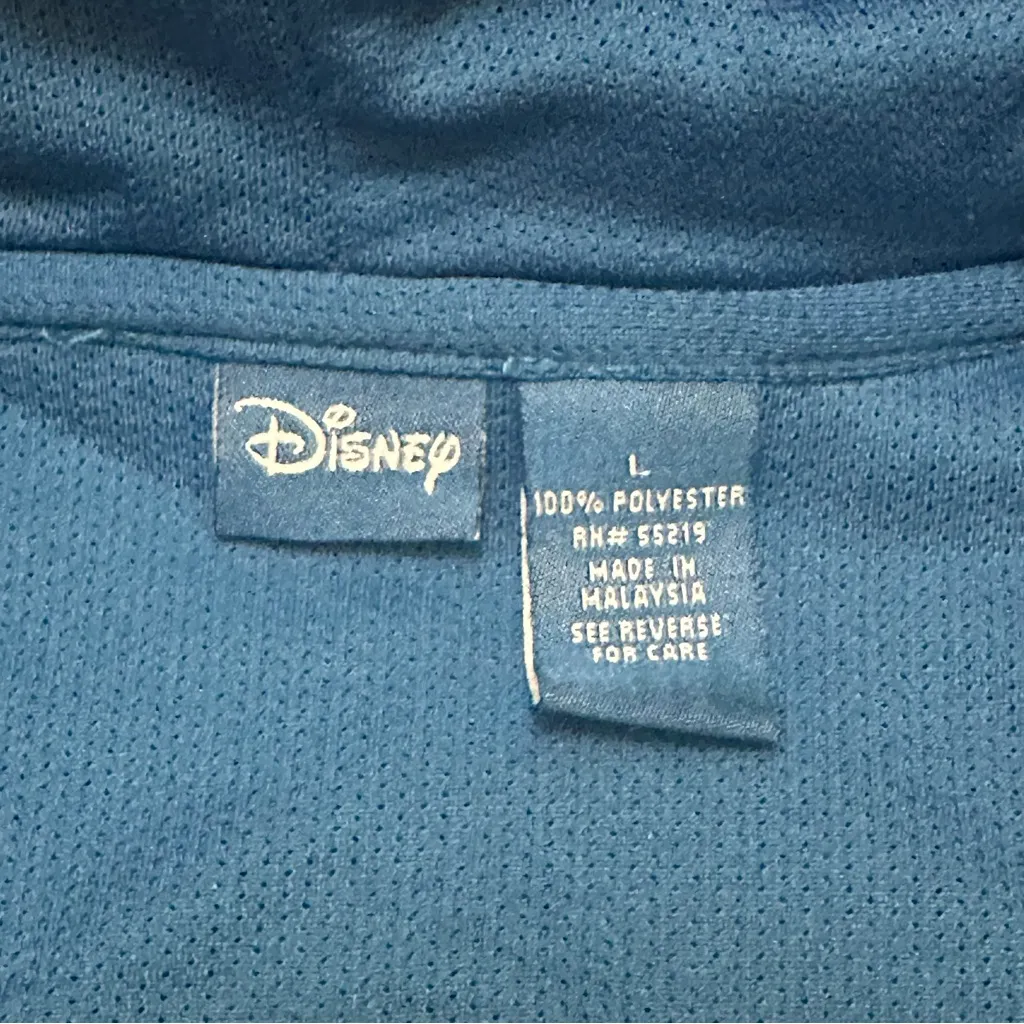 Disney
L
100% POLYESTER
RN# 55219
MADE IN
MALAYSIA
SEE REVERSE
FOR CARE